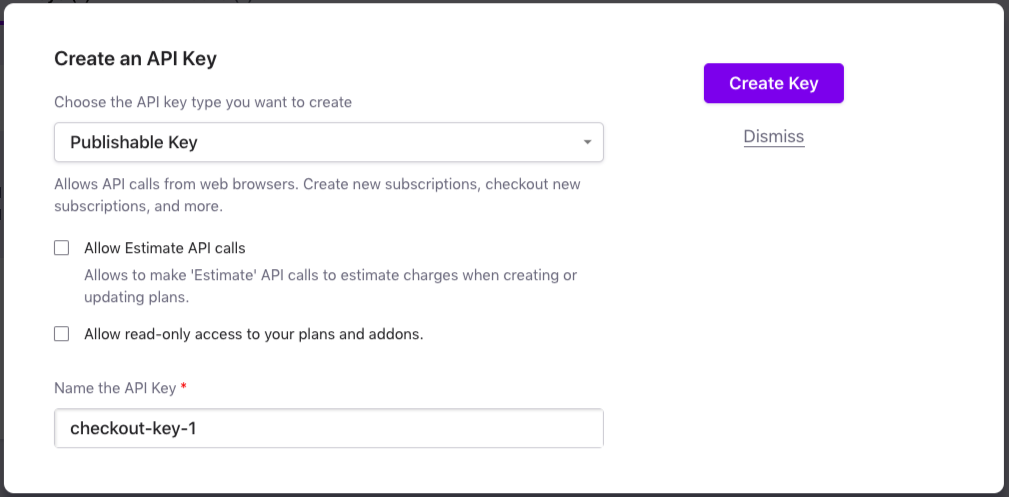 Create an API Key
Create Key
Choose the API key type you want to create
Dismiss
Publishable Key
Allows API calls from web browsers. Create new subscriptions, checkout new
subscriptions, and more.
Allow Estimate API calls
Allows to make 'Estimate' API calls to estimate charges when creating or
updating plans.
Allow read-only access to your plans and addons.
Name the API Key *
checkout-key-1